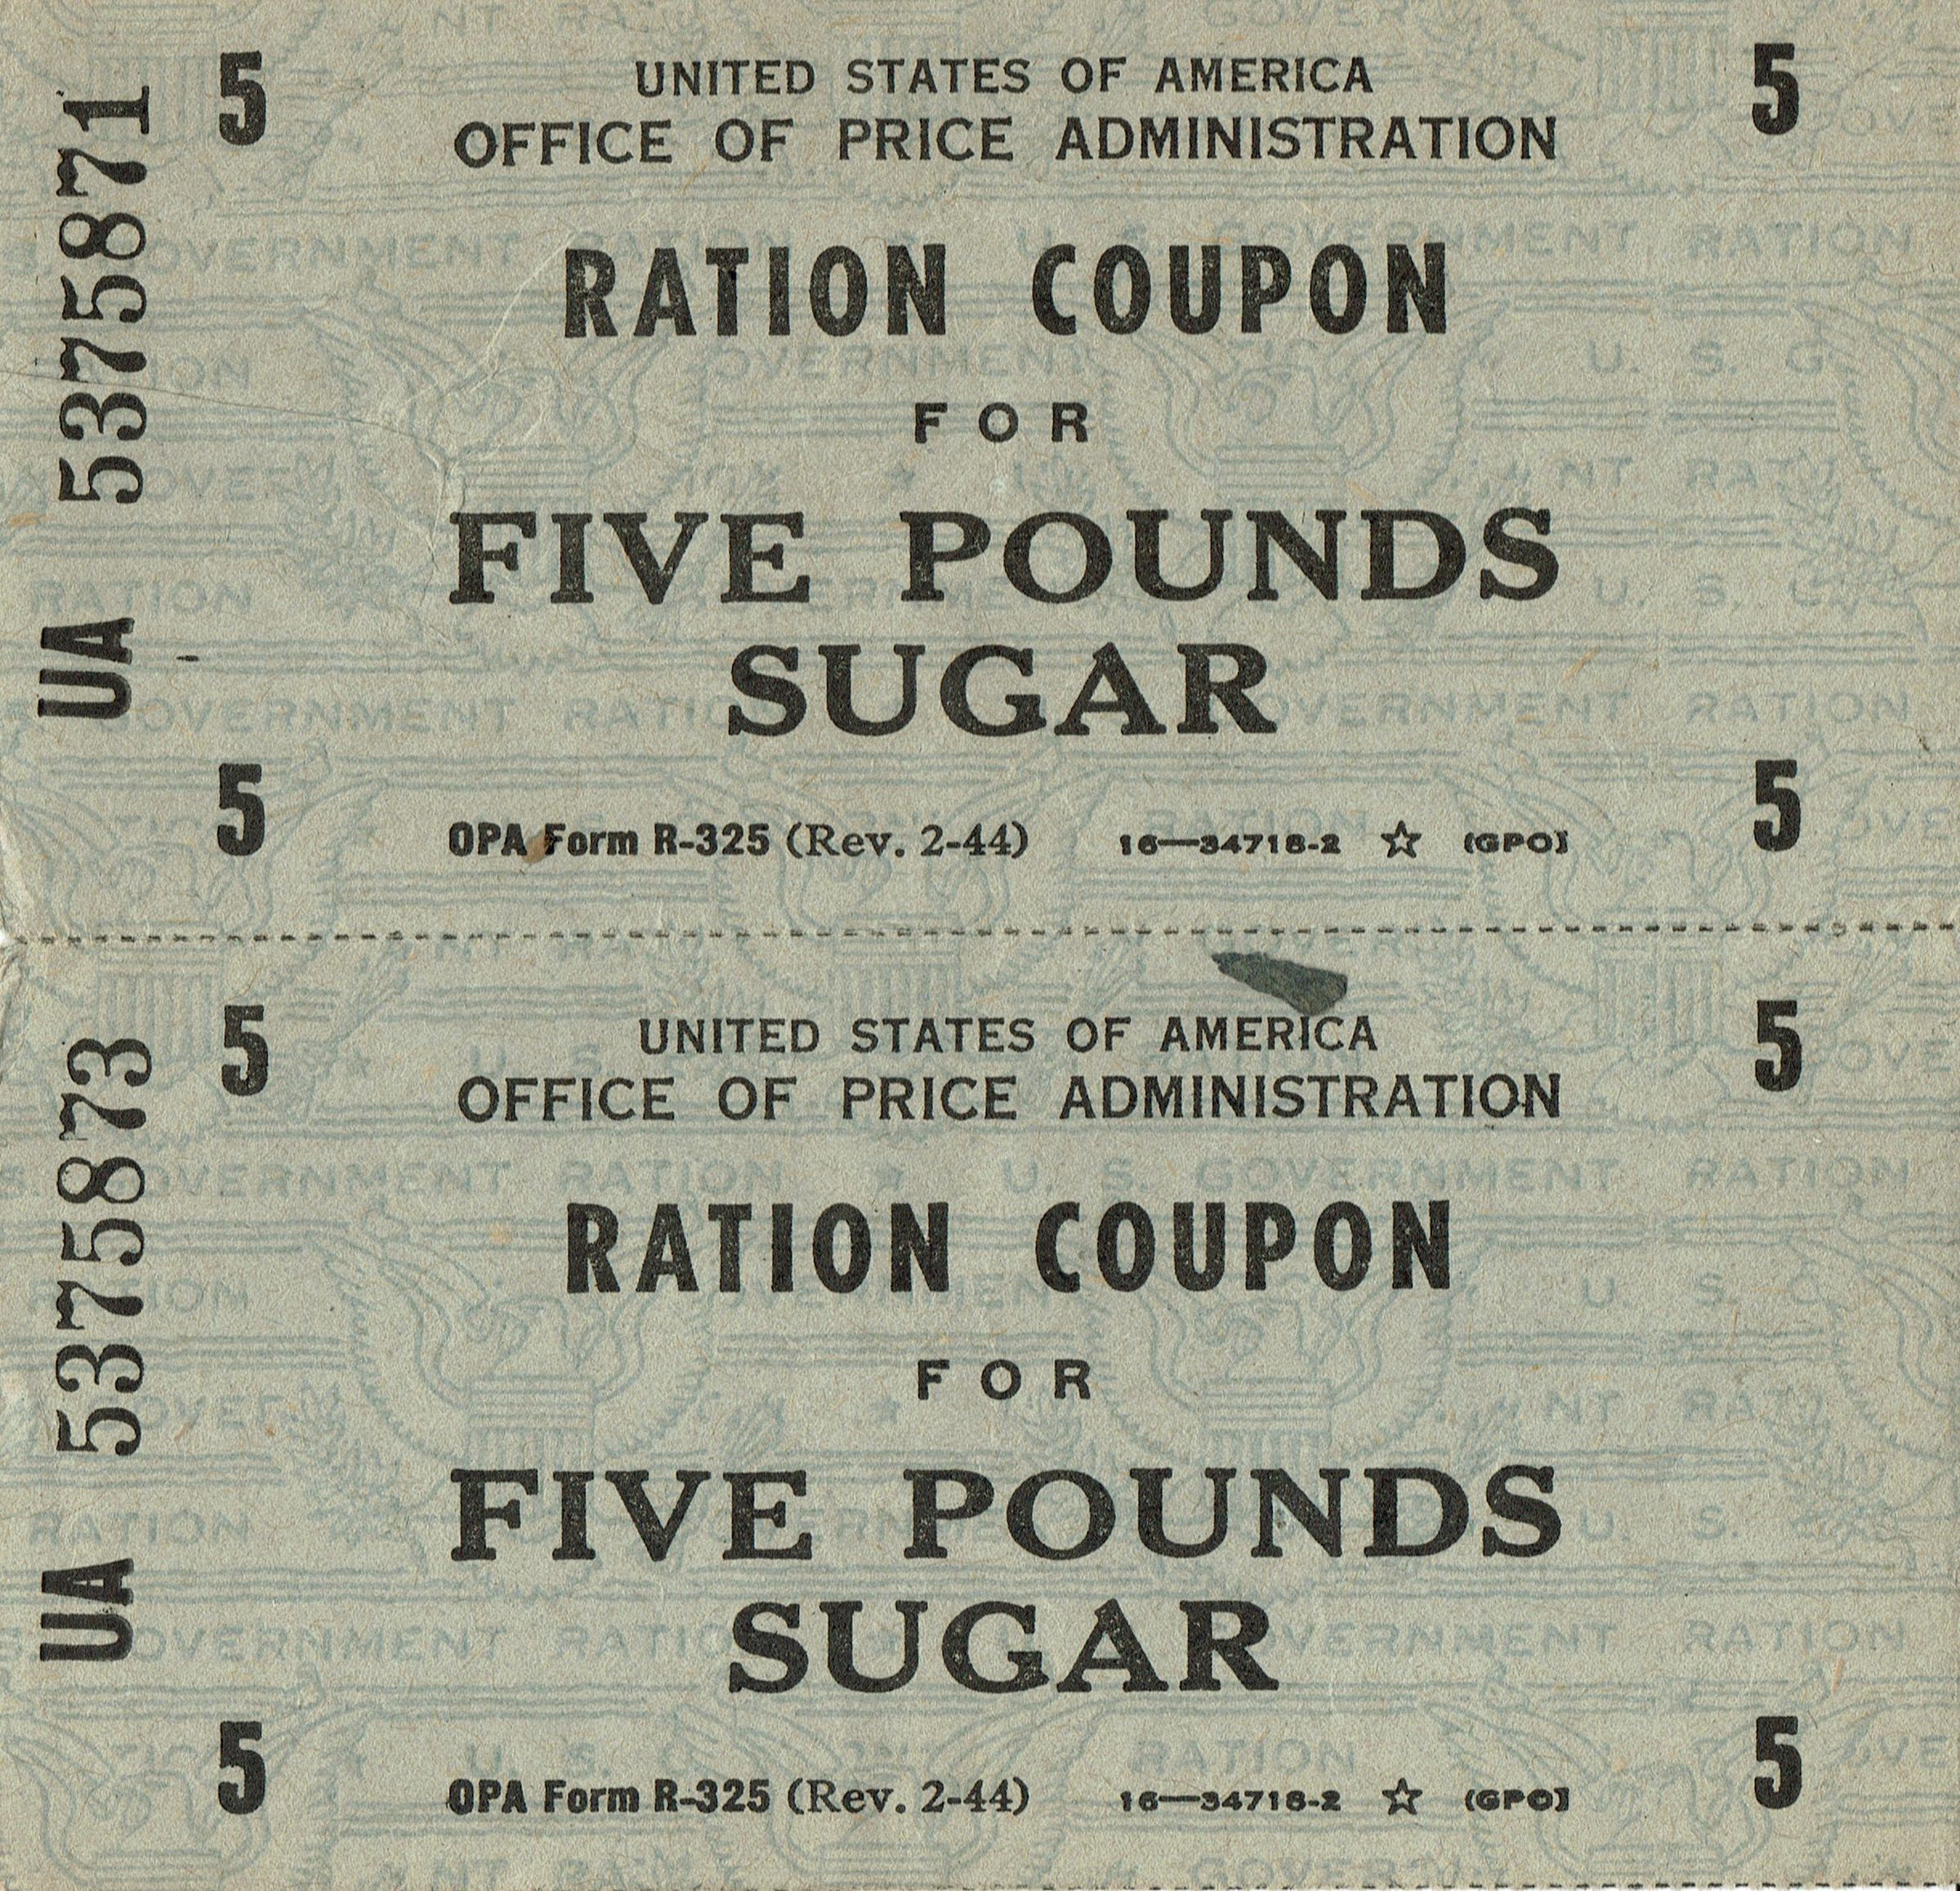 5 UNITED STATES OF AMERICA 5
OFFICE OF PRICE ADMINISTRATION
UA 5375871
RATION COUPON
FOR
FIVE POUNDS
SUGAR
5 OPA Form R-325 (Rev. 2-44) 16—34718-2 ☆ (GPO) 5
5 UNITED STATES OF AMERICA 5
OFFICE OF PRICE ADMINISTRATION
UA 5375873
RATION COUPON
FOR
FIVE POUNDS
SUGAR
5 OPA Form R-325 (Rev. 2-44) 16—34718-2 ☆ (GPO) 5